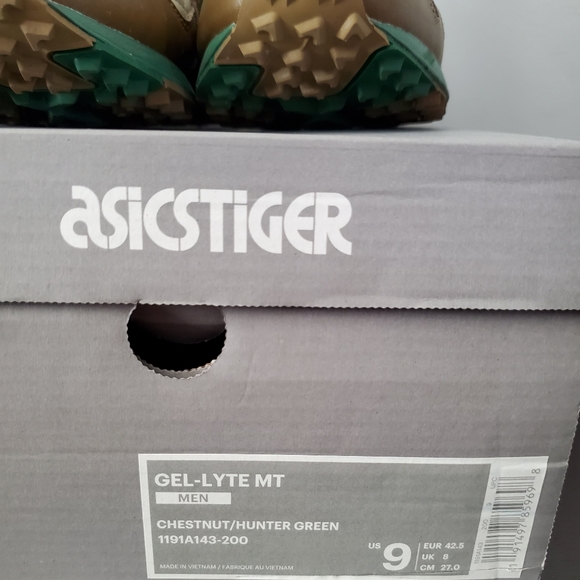 aSiCSTiGER
GEL-LYTE MT
MEN
CHESTNUT/HUNTER GREEN
1191A143-200
US 9
EUR 42.5
UK 8
CM 27.0
MADE IN VIETNAM / FABRIQUÉ AU VIETNAM
UPC